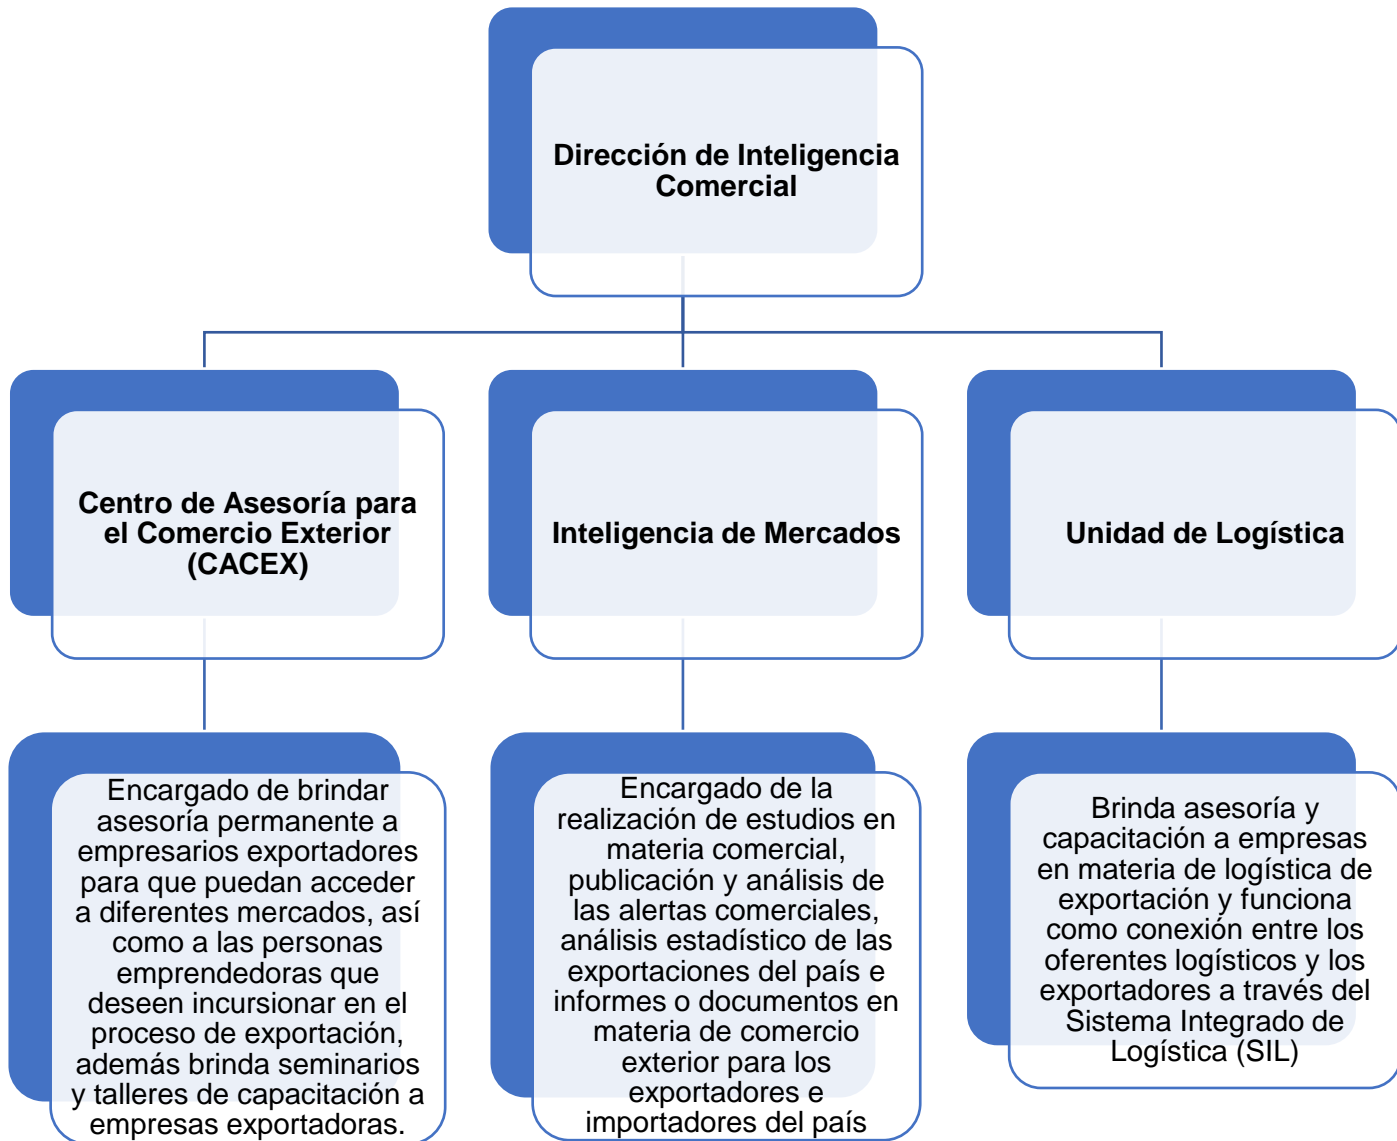 Dirección de Inteligencia
Comercial
Centro de Asesoría para
el Comercio Exterior
(CACEX)
Inteligencia de Mercados
Unidad de Logística
Encargado de brindar
asesoría permanente a
empresarios exportadores
para que puedan acceder
a diferentes mercados, así
como a las personas
emprendedoras que
deseen incursionar en el
proceso de exportación,
además brinda seminarios
y talleres de capacitación a
empresas exportadoras.
Encargado de la
realización de estudios en
materia comercial,
publicación y análisis de
las alertas comerciales,
análisis estadístico de las
exportaciones del país e
informes o documentos en
materia de comercio
exterior para los
exportadores e
importadores del país
Brinda asesoría y
capacitación a empresas
en materia de logística de
exportación y funciona
como conexión entre los
oferentes logísticos y los
exportadores a través del
Sistema Integrado de
Logística (SIL)